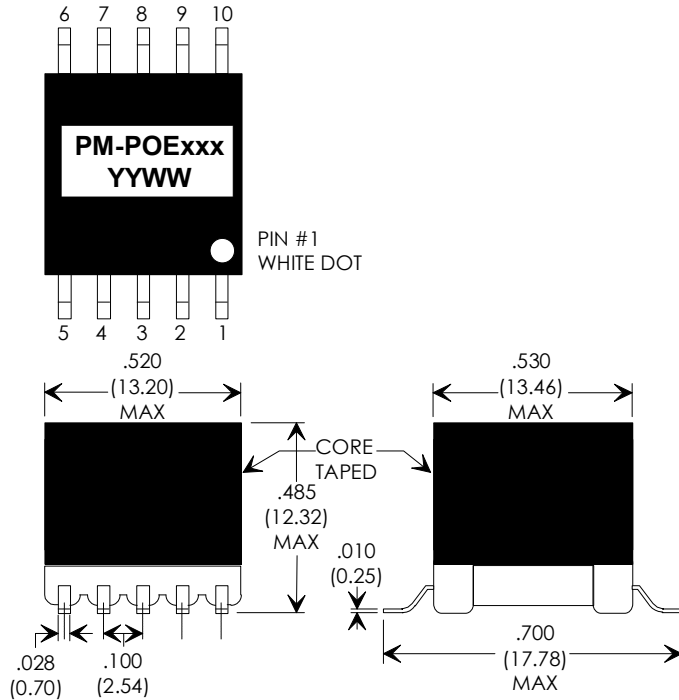 6 7 8 9 10
PM-POExxx
YYWW
PIN #1
WHITE DOT
5 4 3 2 1
.520
(13.20)
MAX
.530
(13.46)
MAX
CORE
TAPED
.485
(12.32)
MAX
.010
(0.25)
.028
(0.70)
.100
(2.54)
.700
(17.78)
MAX